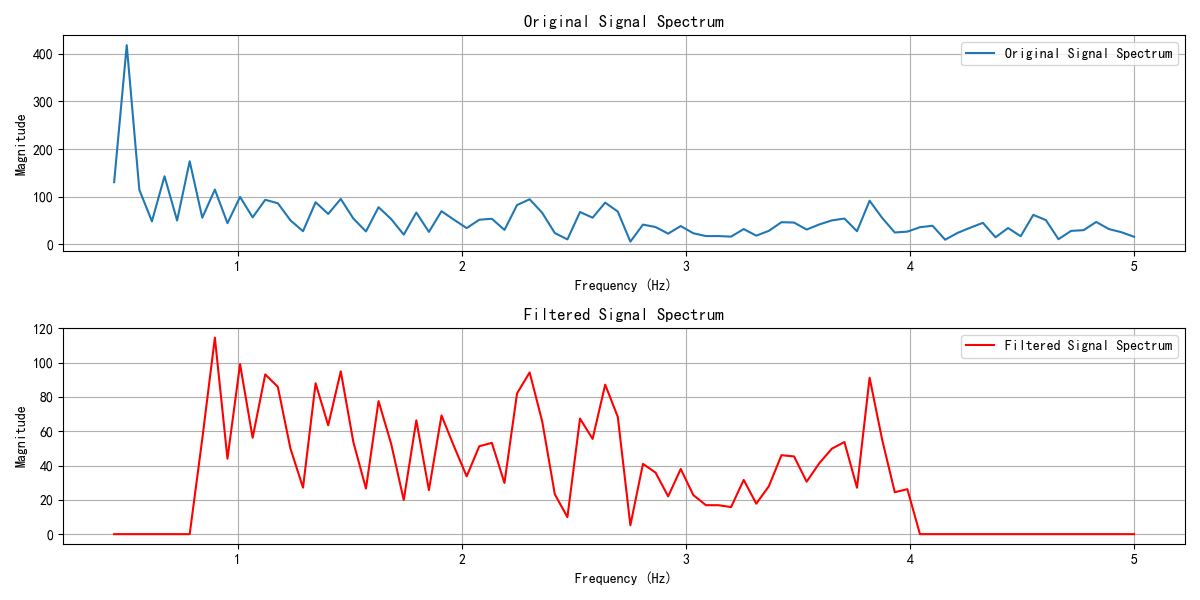 Original Signal Spectrum
Original Signal Spectrum
400
300
200
100
0
Magnitude
1 2 3 4 5
Frequency (Hz)
Filtered Signal Spectrum
Filtered Signal Spectrum
120
100
80
60
40
20
0
Magnitude
1 2 3 4 5
Frequency (Hz)